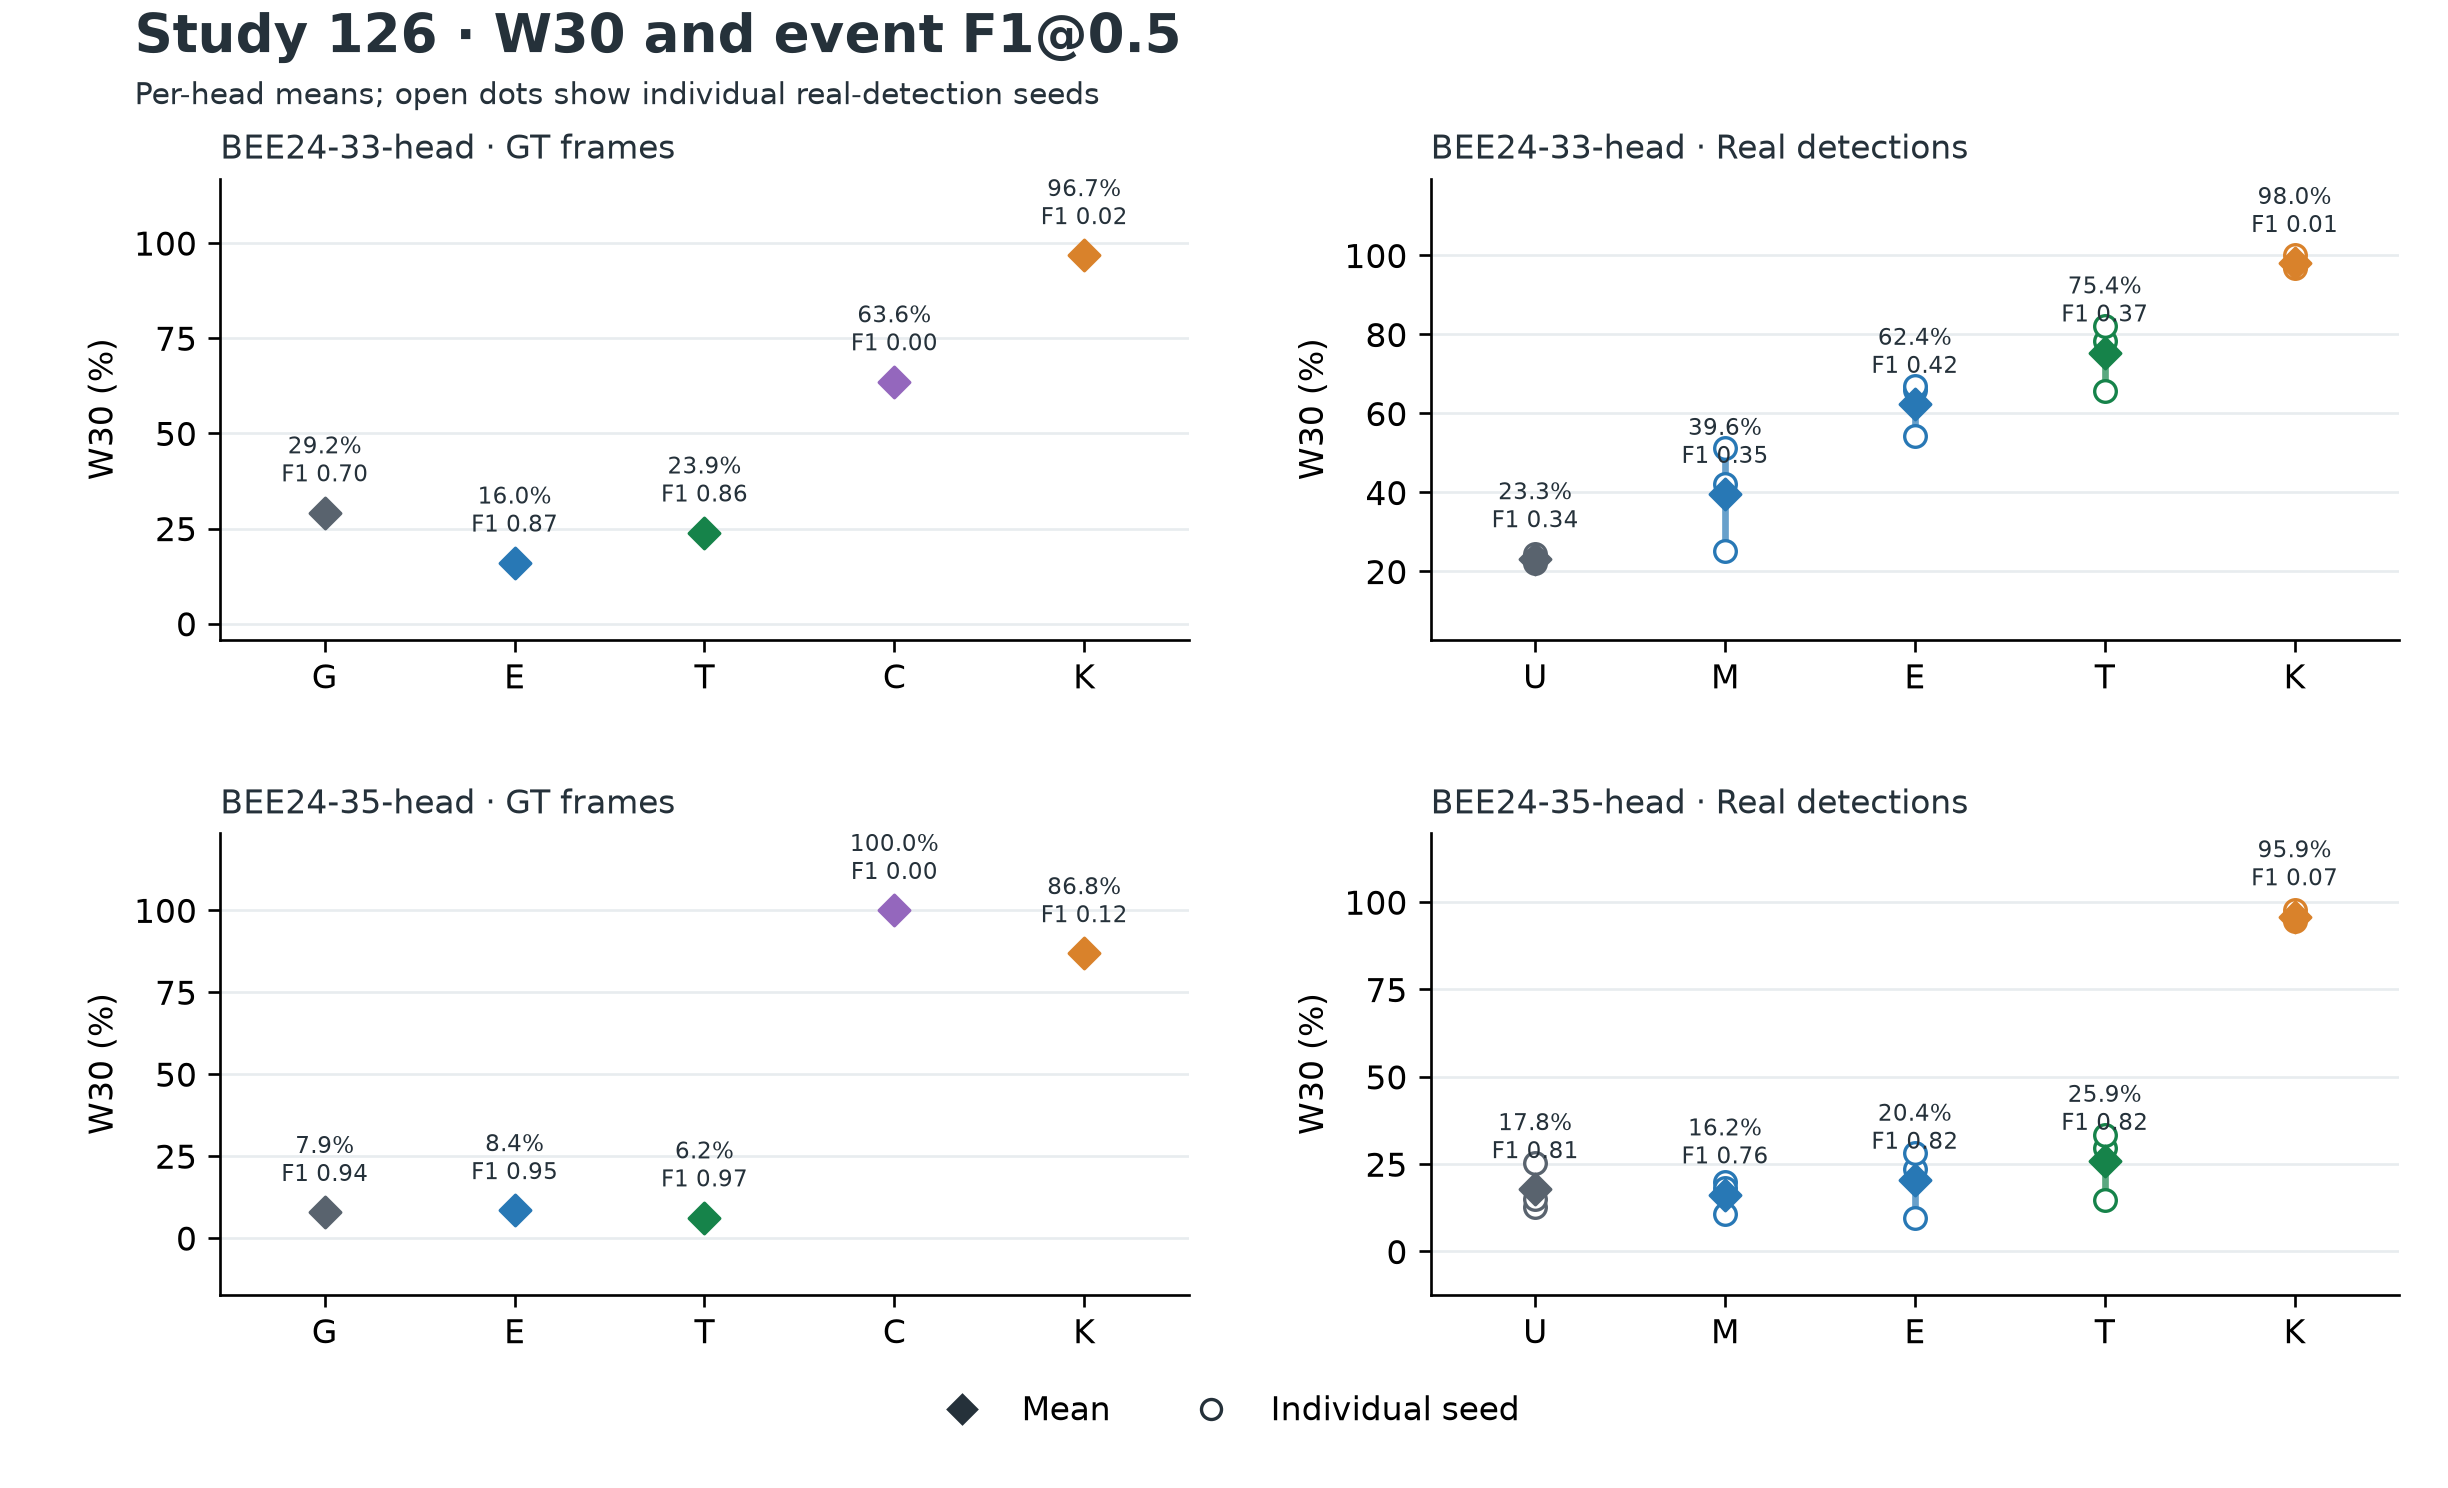 Study 126 · W30 and event F1@0.5
Per-head means; open dots show individual real-detection seeds
BEE24-33-head · GT frames
W30 (%)
100
75
50
25
0
29.2%
F1 0.70
16.0%
F1 0.87
23.9%
F1 0.86
63.6%
F1 0.00
96.7%
F1 0.02
G E T C K
BEE24-33-head · Real detections
W30 (%)
100
80
60
40
20
23.3%
F1 0.34
39.6%
F1 0.35
62.4%
F1 0.42
75.4%
F1 0.37
98.0%
F1 0.01
U M E T K
BEE24-35-head · GT frames
W30 (%)
100
75
50
25
0
7.9%
F1 0.94
8.4%
F1 0.95
6.2%
F1 0.97
100.0%
F1 0.00
86.8%
F1 0.12
G E T C K
BEE24-35-head · Real detections
W30 (%)
100
75
50
25
0
17.8%
F1 0.81
16.2%
F1 0.76
20.4%
F1 0.82
25.9%
F1 0.82
95.9%
F1 0.07
U M E T K
Mean Individual seed